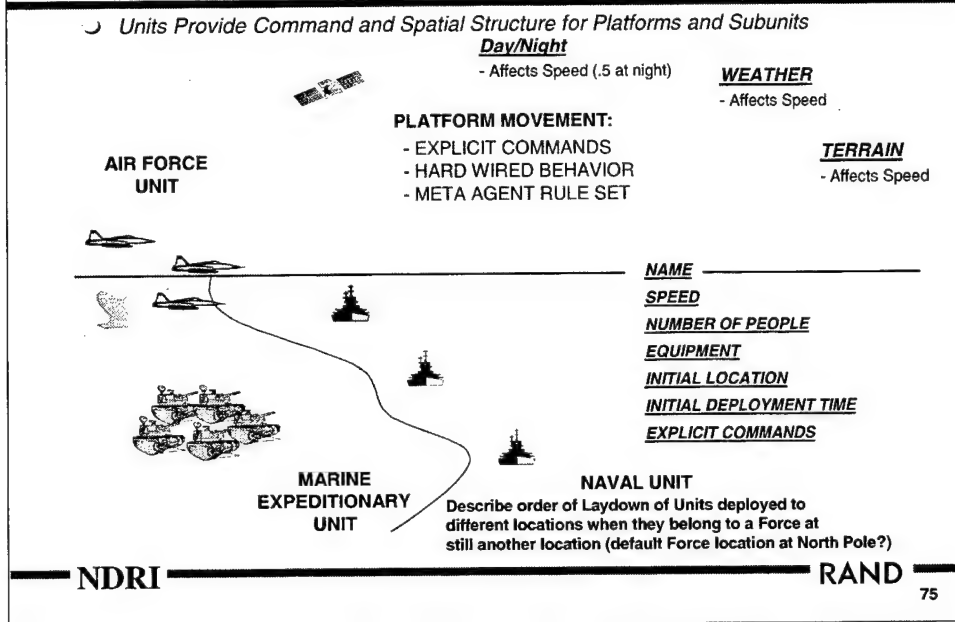 Units Provide Command and Spatial Structure for Platforms and Subunits
Day/Night
- Affects Speed (.5 at night)
WEATHER
- Affects Speed
PLATFORM MOVEMENT:
- EXPLICIT COMMANDS
- HARD WIRED BEHAVIOR
- META AGENT RULE SET
TERRAIN
- Affects Speed
AIR FORCE
UNIT
NAME
SPEED
NUMBER OF PEOPLE
EQUIPMENT
INITIAL LOCATION
INITIAL DEPLOYMENT TIME
EXPLICIT COMMANDS
MARINE
EXPEDITIONARY
UNIT
NAVAL UNIT
Describe order of Laydown of Units deployed to
different locations when they belong to a Force at
still another location (default Force location at North Pole?)
NDRI
RAND
75